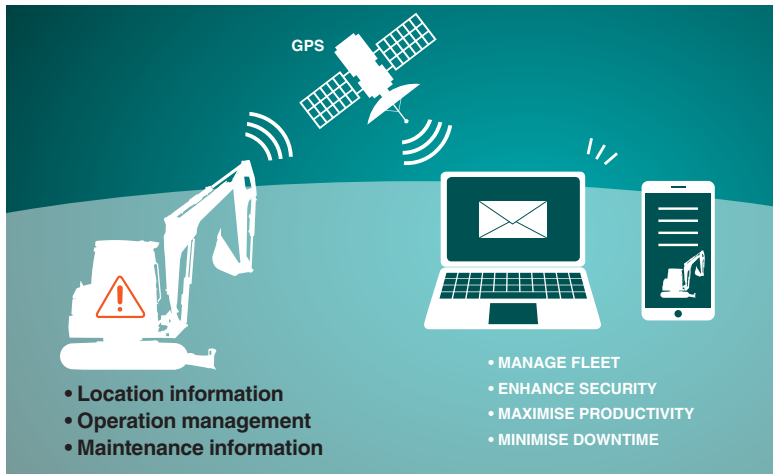 GPS
• Location information
• Operation management
• Maintenance information
• MANAGE FLEET
• ENHANCE SECURITY
• MAXIMISE PRODUCTIVITY
• MINIMISE DOWNTIME